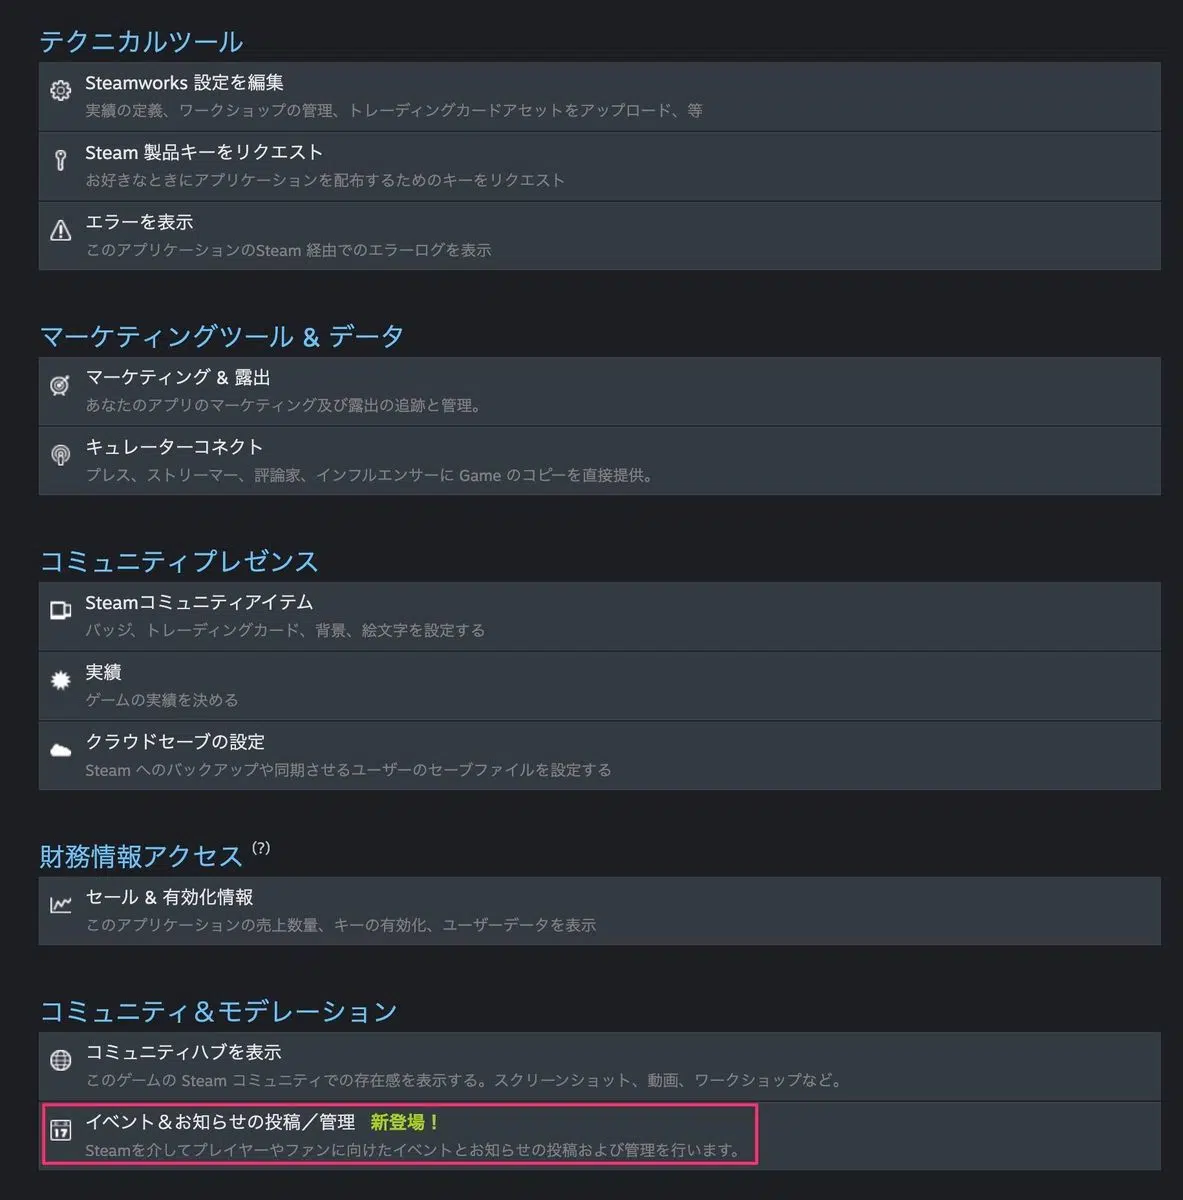 テクニカルツール
Steamworks 設定を編集
実績の定義、ワークショップの管理、トレーディングカードアセットをアップロード、等
Steam 製品キーをリクエスト
お好きなときにアプリケーションを配布するためのキーをリクエスト
エラーを表示
このアプリケーションのSteam 経由でのエラーログを表示
マーケティングツール & データ
マーケティング & 露出
あなたのアプリのマーケティング及び露出の追跡と管理。
キュレーターコネクト
プレス、ストリーマー、評論家、インフルエンサーに Game のコピーを直接提供。
コミュニティプレゼンス
Steamコミュニティアイテム
バッジ、トレーディングカード、背景、絵文字を設定する
実績
ゲームの実績を決める
クラウドセーブの設定
Steam へのバックアップや同期させるユーザーのセーブファイルを設定する
財務情報アクセス (?)
セール & 有効化情報
このアプリケーションの売上数量、キーの有効化、ユーザーデータを表示
コミュニティ＆モデレーション
コミュニティハブを表示
このゲームの Steam コミュニティでの存在感を表示する。スクリーンショット、動画、ワークショップなど。
17 イベント＆お知らせの投稿／管理 新登場！
Steamを介してプレイヤーやファンに向けたイベントとお知らせの投稿および管理を行います。